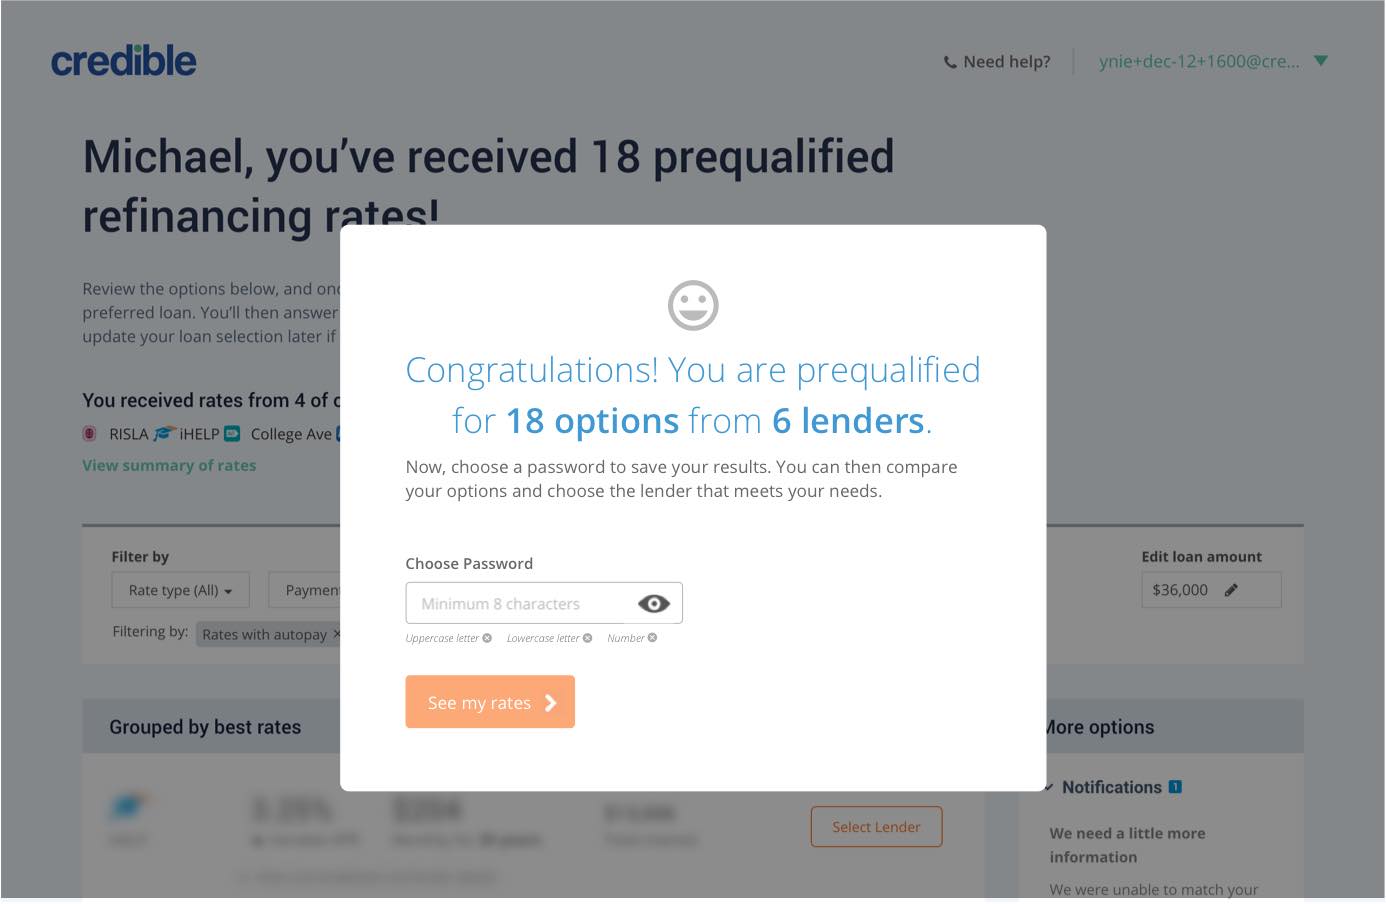 credible
Need help?
ynie+dec-12+1600@cre...
Michael, you've received 18 prequalified
refinancing rates!
Review the options below, and
preferred loan. You'll then answer
update your loan selection later if
You received rates from 4 of
RISLA iHELP College Ave
View summary of rates
Congratulations! You are prequalified
for 18 options from 6 lenders.
Now, choose a password to save your results. You can then compare
your options and choose the lender that meets your needs.
Choose Password
Minimum 8 characters
Uppercase letter Lowercase letter Number
See my rates
Filter by
Rate type (All)
Filtering by: Rates with autopay ×
Edit loan amount
$36,000
Grouped by best rates
Select Lender
More options
Notifications 1
We need a little more
information
We were unable to match your